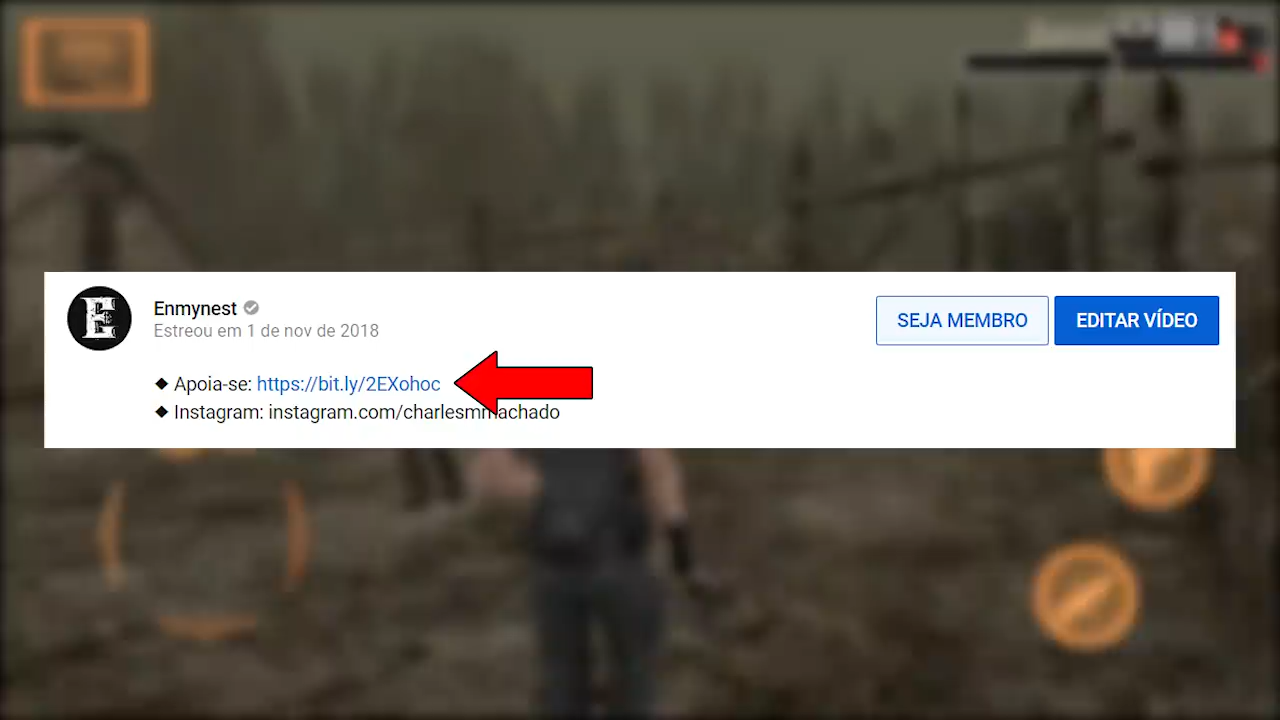 E
Enmynest
Estreou em 1 de nov de 2018
SEJA MEMBRO
EDITAR VÍDEO
◆ Apoia-se: https://bit.ly/2EXohoc
◆ Instagram: instagram.com/charlesmmachado